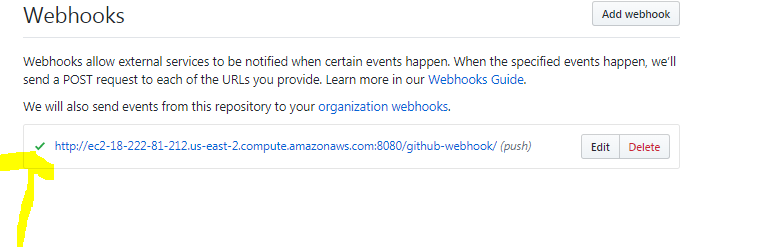 Webhooks
Add webhook
Webhooks allow external services to be notified when certain events happen. When the specified events happen, we'll
send a POST request to each of the URLs you provide. Learn more in our Webhooks Guide.
We will also send events from this repository to your organization webhooks.
http://ec2-18-222-81-212.us-east-2.compute.amazonaws.com:8080/github-webhook/ (push)
Edit
Delete